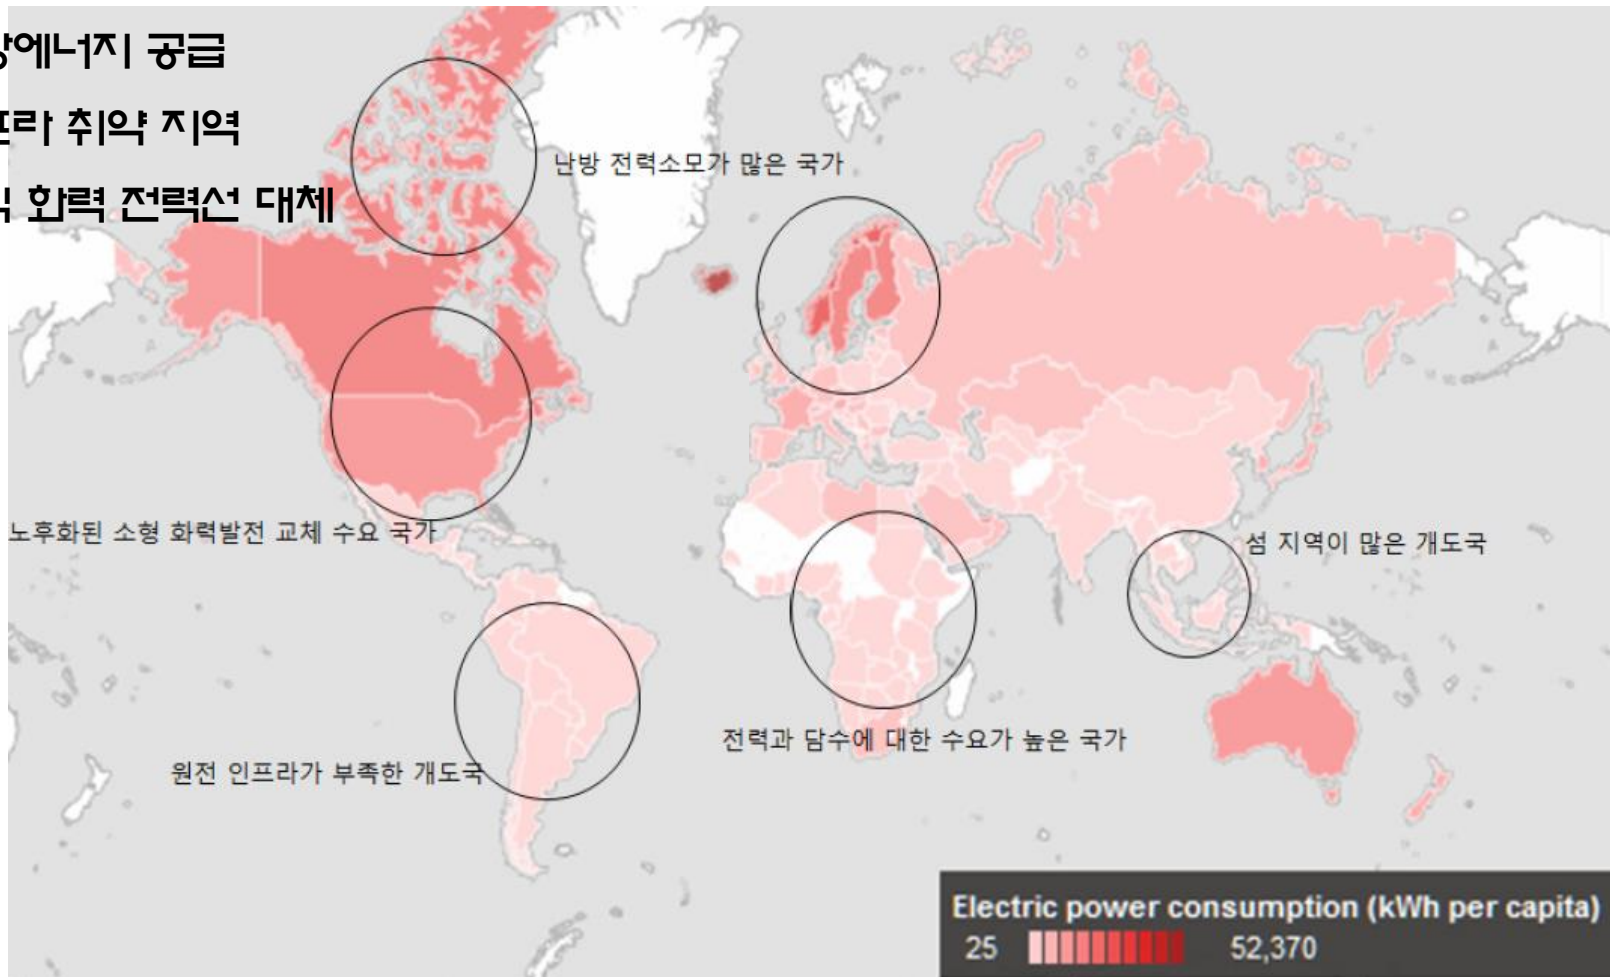 에너지 공급
취약 지역
화력 전력선 대체
난방 전력소모가 많은 국가
노후화된 소형 화력발전 교체 수요 국가
섬 지역이 많은 개도국
전력과 담수에 대한 수요가 높은 국가
원전 인프라가 부족한 개도국
Electric power consumption (kWh per capita)
25 52,370